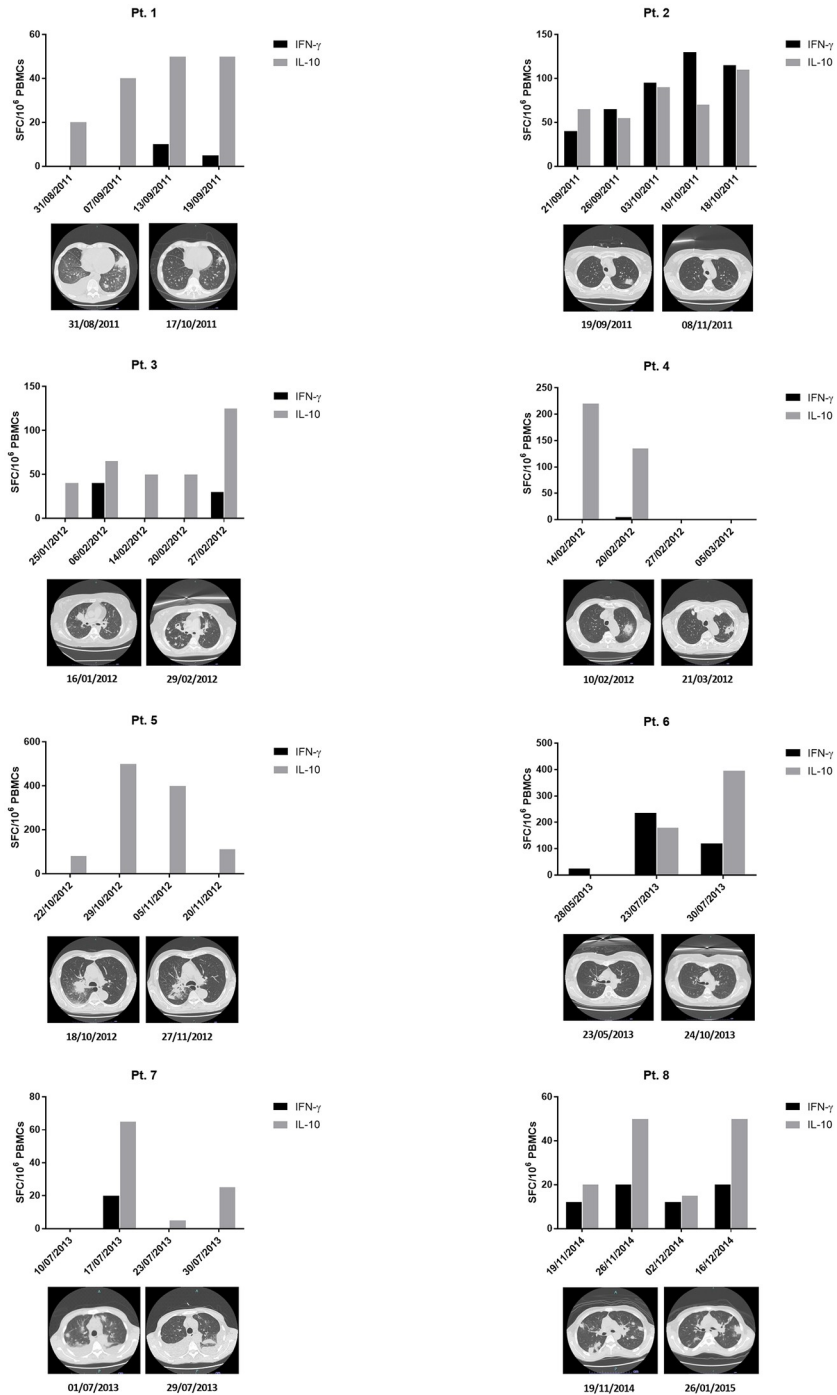 Pt. 1
SFC/10⁶ PBMCs
60
40
20
0
31/08/2011
07/09/2011
13/09/2011
19/09/2011
IFN-γ
IL-10
31/08/2011
17/10/2011
Pt. 2
SFC/10⁶ PBMCs
150
100
50
0
21/09/2011
26/09/2011
03/10/2011
10/10/2011
18/10/2011
IFN-γ
IL-10
19/09/2011
08/11/2011
Pt. 3
SFC/10⁶ PBMCs
150
100
50
0
25/01/2012
06/02/2012
14/02/2012
20/02/2012
27/02/2012
IFN-γ
IL-10
16/01/2012
29/02/2012
Pt. 4
SFC/10⁶ PBMCs
250
200
150
100
50
0
14/02/2012
20/02/2012
27/02/2012
05/03/2012
IFN-γ
IL-10
10/02/2012
21/03/2012
Pt. 5
SFC/10⁶ PBMCs
600
400
200
0
22/10/2012
29/10/2012
05/11/2012
20/11/2012
IFN-γ
IL-10
18/10/2012
27/11/2012
Pt. 6
SFC/10⁶ PBMCs
500
400
300
200
100
0
28/05/2013
23/07/2013
30/07/2013
IFN-γ
IL-10
23/05/2013
24/10/2013
Pt. 7
SFC/10⁶ PBMCs
80
60
40
20
0
10/07/2013
17/07/2013
23/07/2013
30/07/2013
IFN-γ
IL-10
01/07/2013
29/07/2013
Pt. 8
SFC/10⁶ PBMCs
60
40
20
0
19/11/2014
26/11/2014
02/12/2014
16/12/2014
IFN-γ
IL-10
19/11/2014
26/01/2015